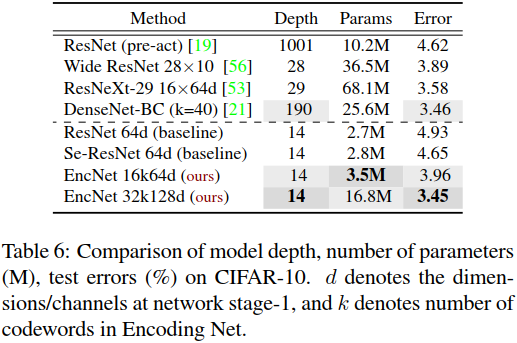 Method Depth Params Error
ResNet (pre-act) [19] 1001 10.2M 4.62
Wide ResNet 28×10 [56] 28 36.5M 3.89
ResNeXt-29 16×64d [53] 29 68.1M 3.58
DenseNet-BC (k=40) [21] 190 25.6M 3.46
ResNet 64d (baseline) 14 2.7M 4.93
Se-ResNet 64d (baseline) 14 2.8M 4.65
EncNet 16k64d (ours) 14 3.5M 3.96
EncNet 32k128d (ours) 14 16.8M 3.45
Table 6: Comparison of model depth, number of parameters
(M), test errors (%) on CIFAR-10. d denotes the dimen-
sions/channels at network stage-1, and k denotes number of
codewords in Encoding Net.